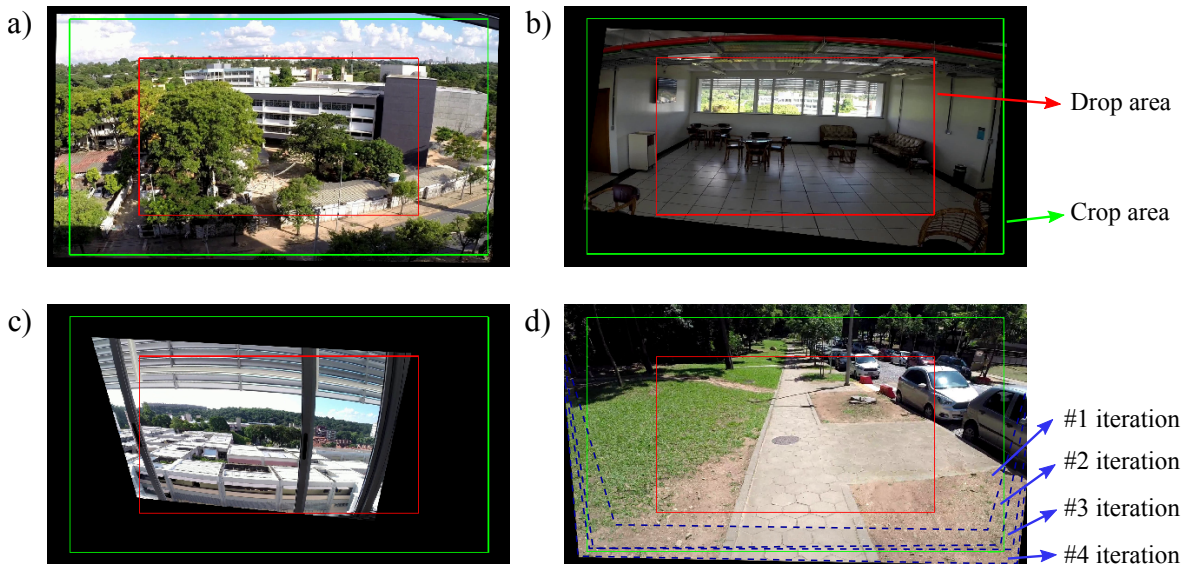 a)
b)
Drop area
Crop area
c)
d)
#1 iteration
#2 iteration
#3 iteration
#4 iteration